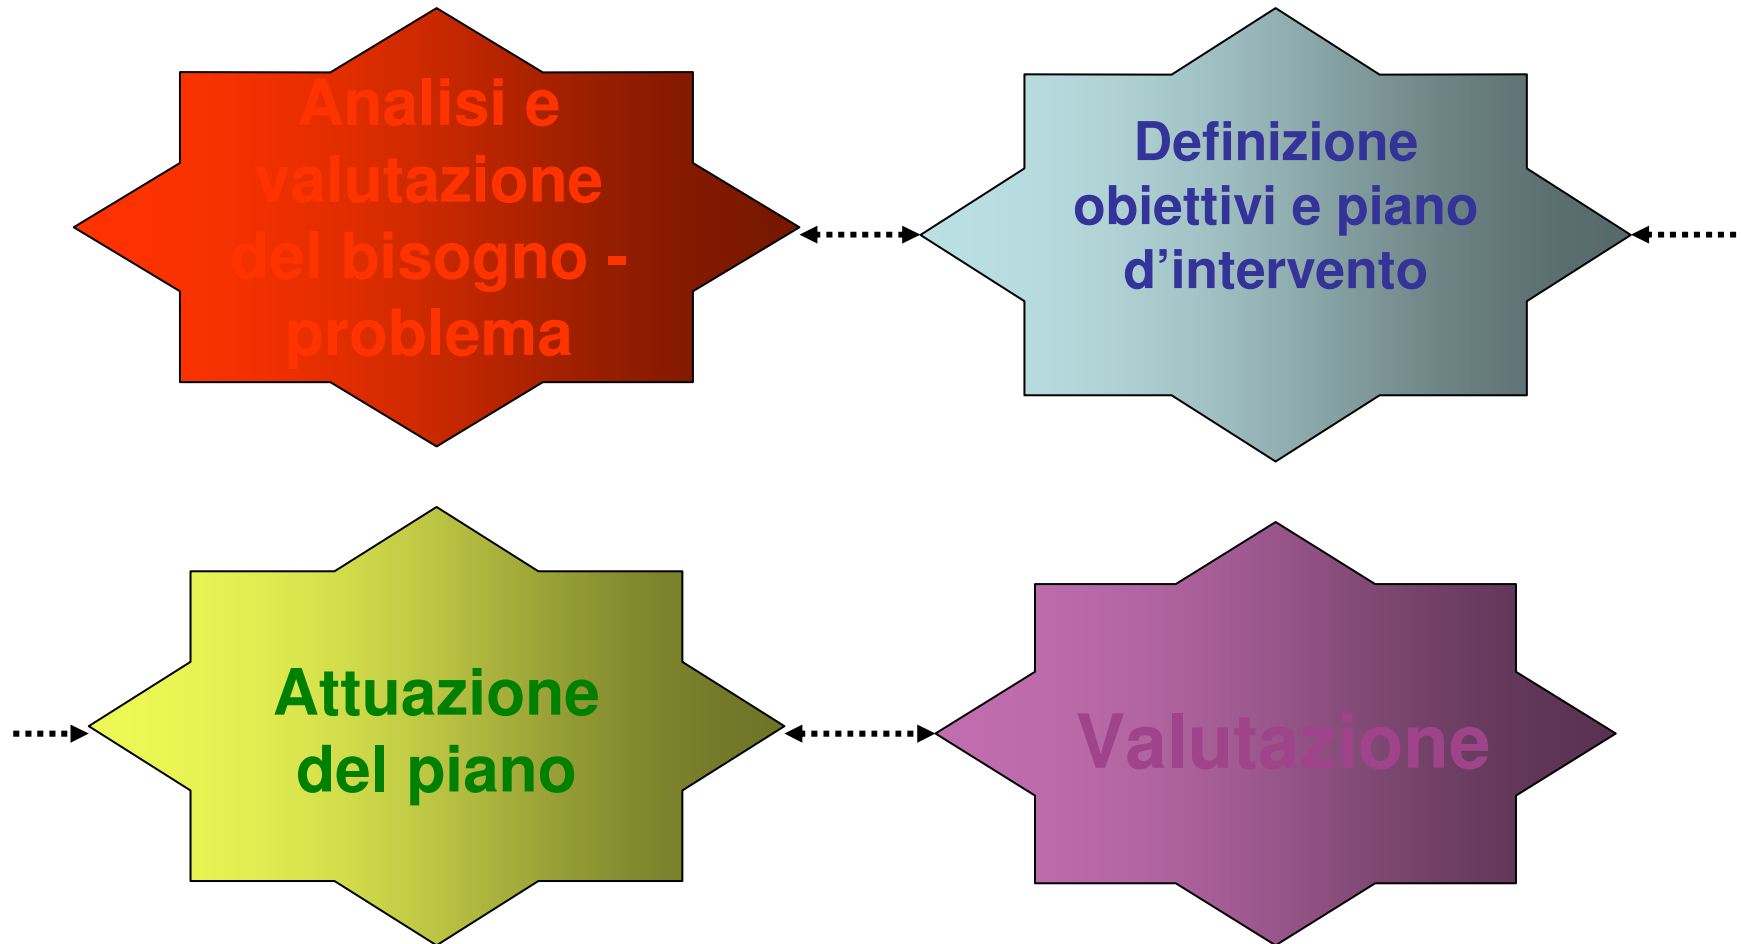 Analisi e
valutazione
del bisogno -
problema
Definizione
obiettivi e piano
d’intervento
Attuazione
del piano
Valutazione